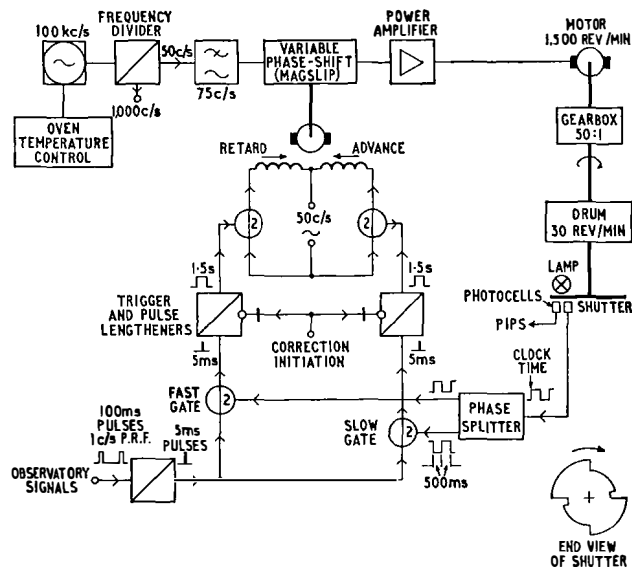 100 kc/s
FREQUENCY
DIVIDER
50c/s
1,000c/s
75c/s
VARIABLE
PHASE-SHIFT
(MAGSLIP)
POWER
AMPLIFIER
MOTOR
1,500 REV/MIN
OVEN
TEMPERATURE
CONTROL
GEARBOX
50:1
RETARD
ADVANCE
2
50c/s
2
DRUM
30 REV/MIN
1·5s
1·5s
LAMP
SHUTTER
PHOTOCELLS
PIPS
TRIGGER
AND PULSE
LENGTHENERS
CORRECTION
INITIATION
5ms
5ms
CLOCK
TIME
FAST
GATE
2
SLOW
GATE
2
PHASE
SPLITTER
100ms
PULSES
1c/s P.R.F.
5ms
PULSES
500ms
OBSERVATORY
SIGNALS
END VIEW
OF SHUTTER